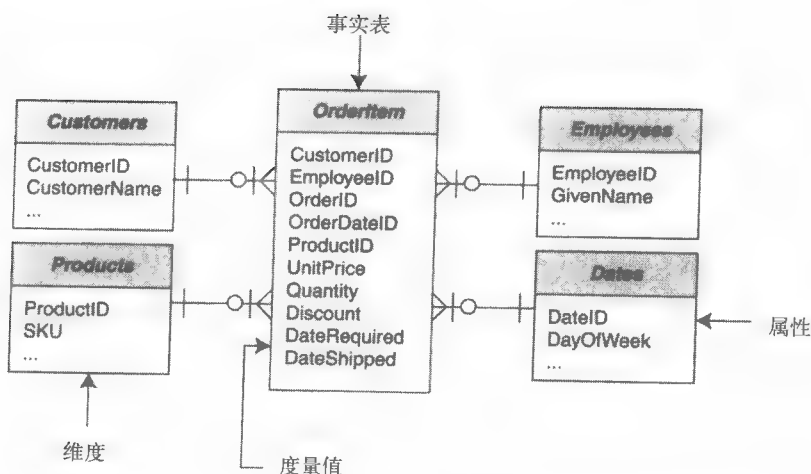 事实表
Customers
CustomerID
CustomerName
...
Products
ProductID
SKU
...
OrderItem
CustomerID
EmployeeID
OrderID
OrderDateID
ProductID
UnitPrice
Quantity
Discount
DateRequired
DateShipped
Employees
EmployeeID
GivenName
...
Dates
DateID
DayOfWeek
...
属性
维度
度量值